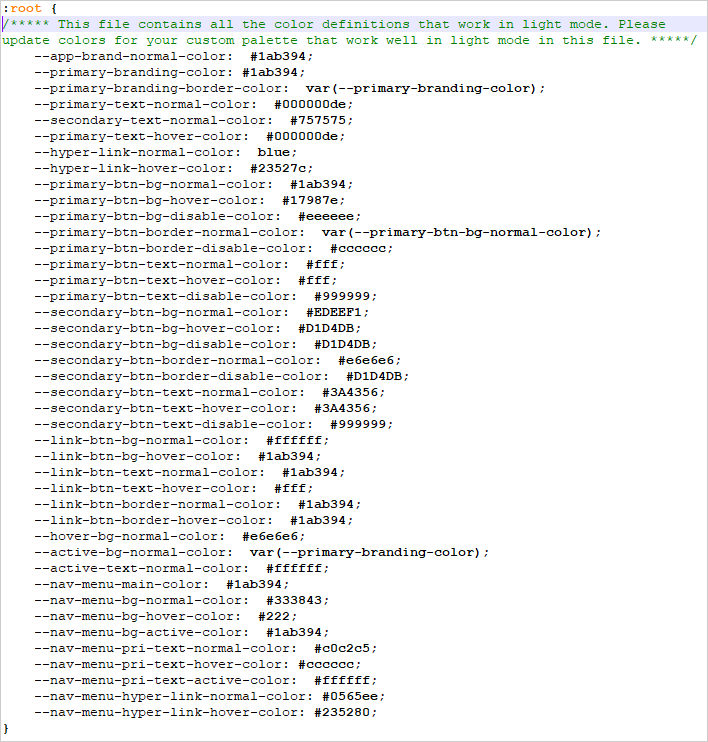 :root {
/***** This file contains all the color definitions that work in light mode. Please
update colors for your custom palette that work well in light mode in this file. *****/
    --app-brand-normal-color:  #1ab394;
    --primary-branding-color: #1ab394;
    --primary-branding-border-color:  var(--primary-branding-color);
    --primary-text-normal-color:  #000000de;
    --secondary-text-normal-color:  #757575;
    --primary-text-hover-color:  #000000de;
    --hyper-link-normal-color:  blue;
    --hyper-link-hover-color:  #23527c;
    --primary-btn-bg-normal-color:  #1ab394;
    --primary-btn-bg-hover-color:  #17987e;
    --primary-btn-bg-disable-color:  #eeeeee;
    --primary-btn-border-normal-color:  var(--primary-btn-bg-normal-color);
    --primary-btn-border-disable-color:  #cccccc;
    --primary-btn-text-normal-color:  #fff;
    --primary-btn-text-hover-color:  #fff;
    --primary-btn-text-disable-color:  #999999;
    --secondary-btn-bg-normal-color:  #EDEEF1;
    --secondary-btn-bg-hover-color:  #D1D4DB;
    --secondary-btn-bg-disable-color:  #D1D4DB;
    --secondary-btn-border-normal-color:  #e6e6e6;
    --secondary-btn-border-disable-color:  #D1D4DB;
    --secondary-btn-text-normal-color:  #3A4356;
    --secondary-btn-text-hover-color:  #3A4356;
    --secondary-btn-text-disable-color:  #999999;
    --link-btn-bg-normal-color:  #ffffff;
    --link-btn-bg-hover-color:  #1ab394;
    --link-btn-text-normal-color:  #1ab394;
    --link-btn-text-hover-color:  #fff;
    --link-btn-border-normal-color:  #1ab394;
    --link-btn-border-hover-color:  #1ab394;
    --hover-bg-normal-color: #e6e6e6;
    --active-bg-normal-color:  var(--primary-branding-color);
    --active-text-normal-color:  #ffffff;
    --nav-menu-main-color:  #1ab394;
    --nav-menu-bg-normal-color:  #333843;
    --nav-menu-bg-hover-color:  #222;
    --nav-menu-bg-active-color:  #1ab394;
    --nav-menu-pri-text-normal-color:  #c0c2c5;
    --nav-menu-pri-text-hover-color: #cccccc;
    --nav-menu-pri-text-active-color:  #ffffff;
    --nav-menu-hyper-link-normal-color: #0565ee;
    --nav-menu-hyper-link-hover-color: #235280;
}